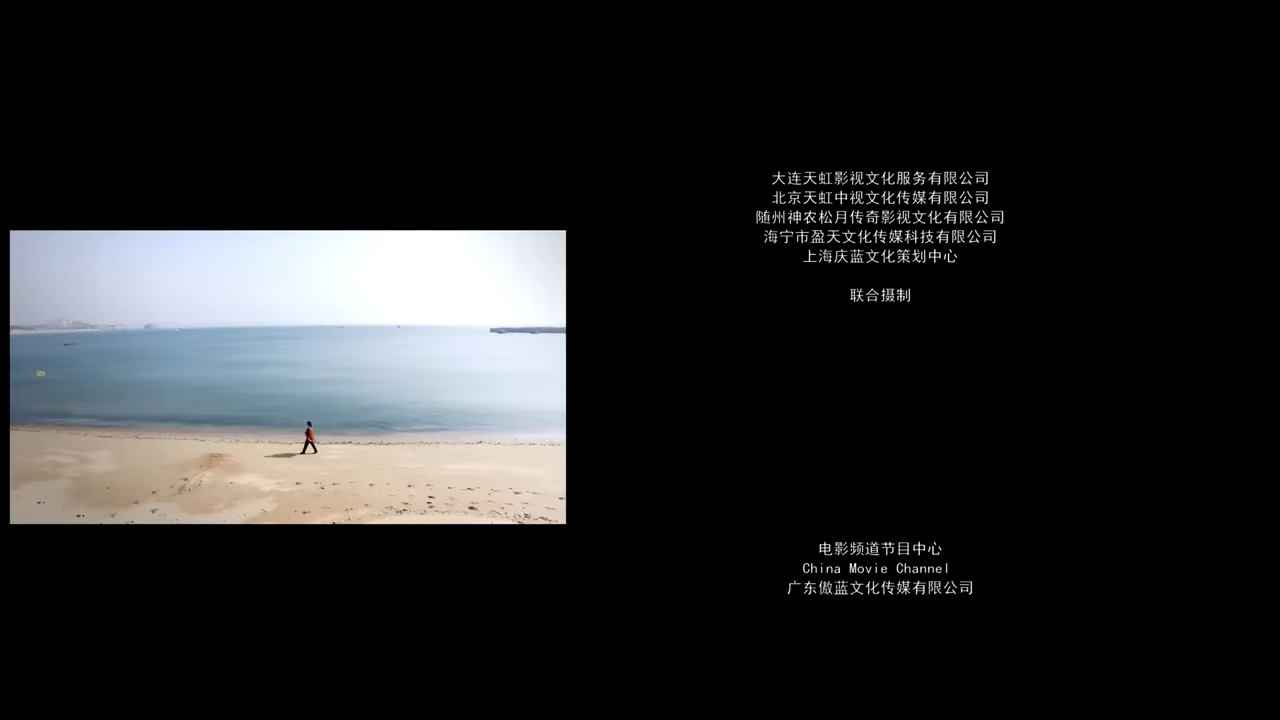 大连天虹影视文化服务有限公司
北京天虹中视文化传媒有限公司
随州神农松月传奇影视文化有限公司
海宁市盈天文化传媒科技有限公司
上海庆蓝文化策划中心
联合摄制
电影频道节目中心
China Movie Channel
广东傲蓝文化传媒有限公司